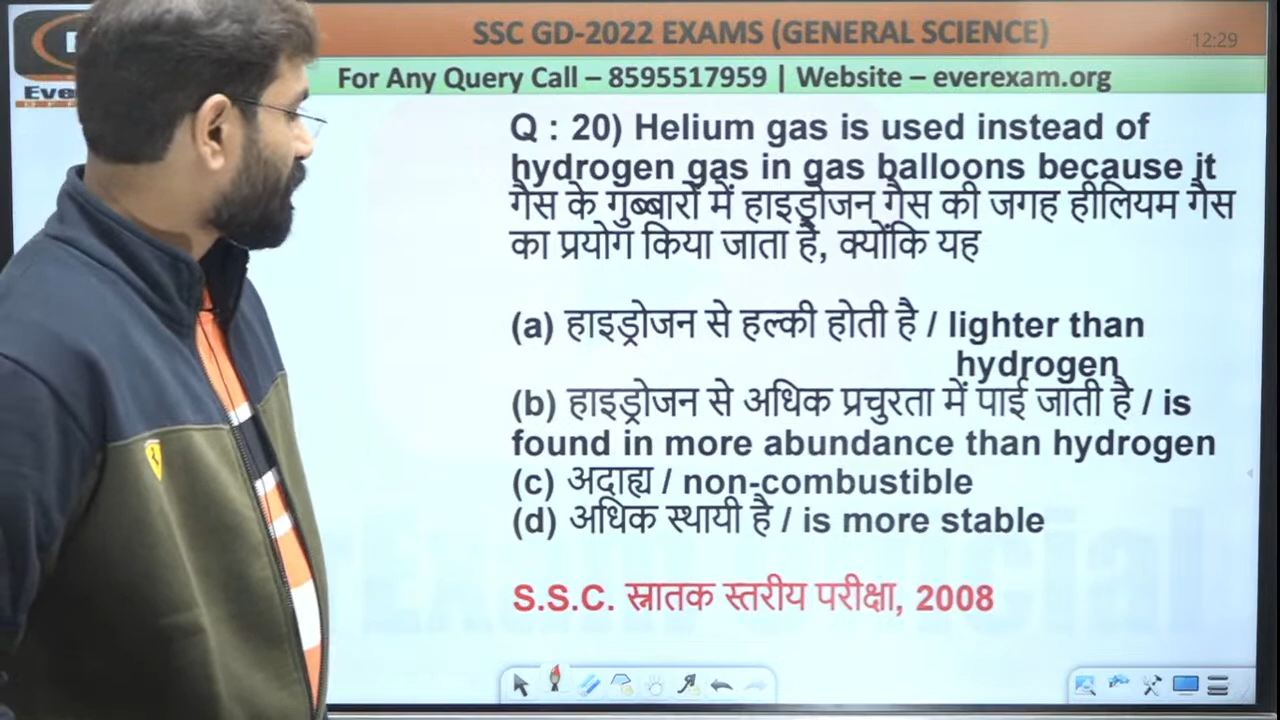 SSC GD-2022 EXAMS (GENERAL SCIENCE)
12:29
For Any Query Call – 8595517959 | Website – everexam.org
Eve
Q : 20) Helium gas is used instead of
hydrogen gas in gas balloons because it
गैस के गुब्बारों में हाइड्रोजन गैस की जगह हीलियम गैस
का प्रयोग किया जाता है, क्योंकि यह
(a) हाइड्रोजन से हल्की होती है / lighter than
hydrogen
(b) हाइड्रोजन से अधिक प्रचुरता में पाई जाती है / is
found in more abundance than hydrogen
(c) अदाह्य / non-combustible
(d) अधिक स्थायी है / is more stable
S.S.C. स्नातक स्तरीय परीक्षा, 2008